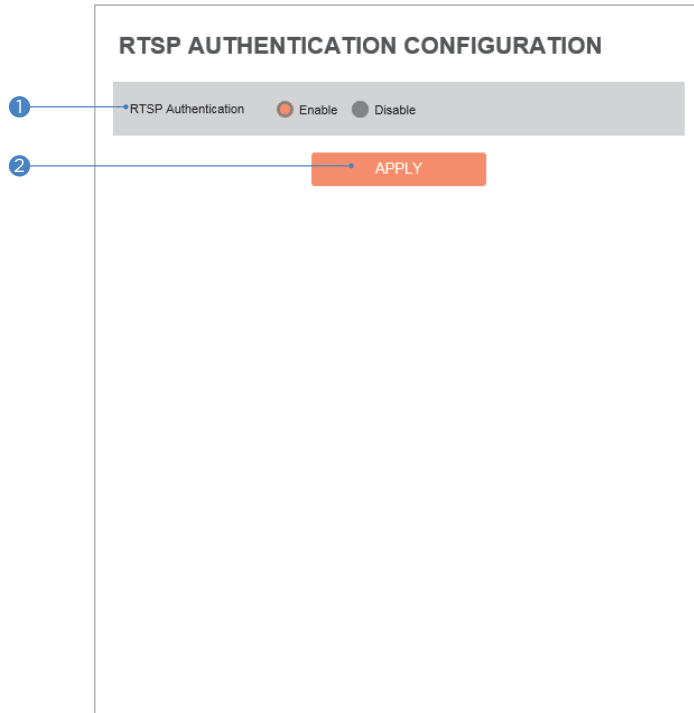 RTSP AUTHENTICATION CONFIGURATION
1 RTSP Authentication Enable Disable
2 APPLY